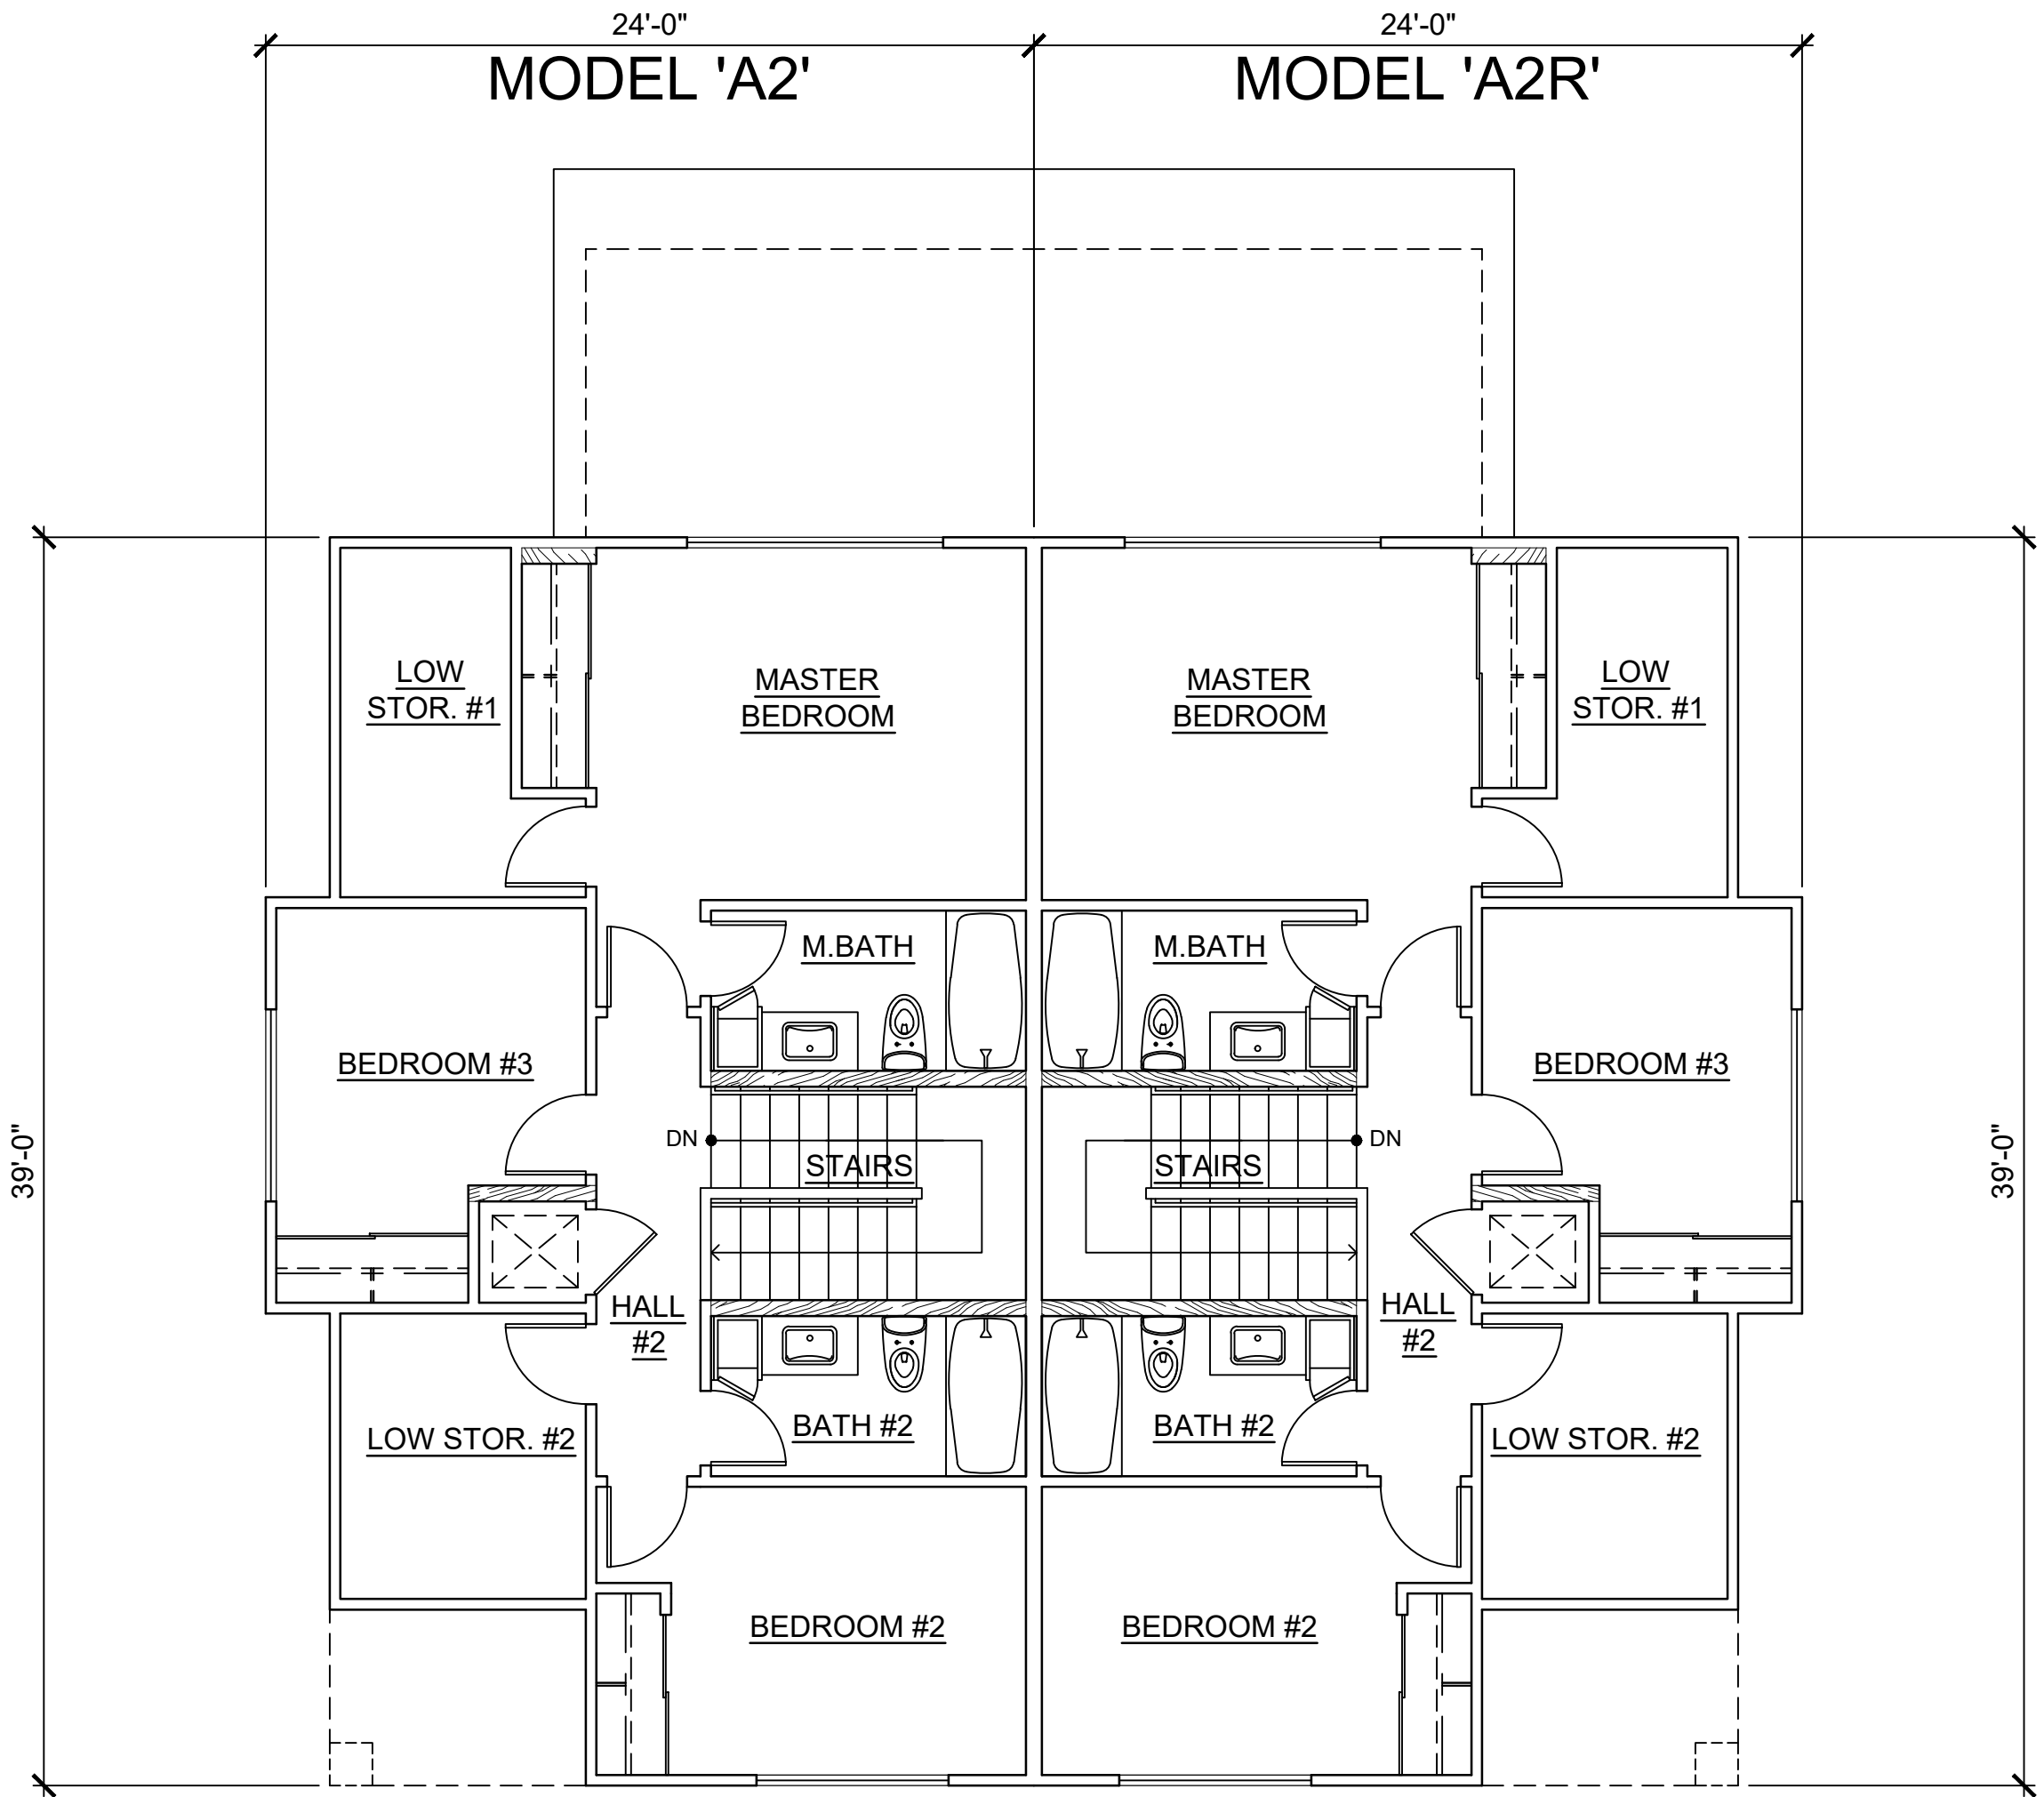 24'-0"
24'-0"
MODEL 'A2'
MODEL 'A2R'
LOW
STOR. #1
MASTER
BEDROOM
MASTER
BEDROOM
LOW
STOR. #1
M.BATH
M.BATH
BEDROOM #3
BEDROOM #3
39'-0"
DN
STAIRS
STAIRS
DN
39'-0"
HALL
#2
HALL
#2
LOW STOR. #2
BATH #2
BATH #2
LOW STOR. #2
BEDROOM #2
BEDROOM #2